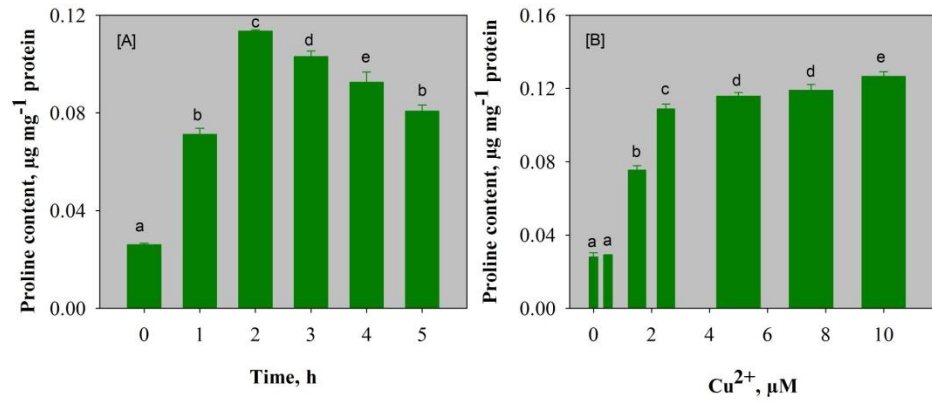 [A]
Proline content, µg mg⁻¹ protein
0.12
0.08
0.04
0.00
a
b
c
d
e
b
0 1 2 3 4 5
Time, h
[B]
Proline content, µg mg⁻¹ protein
0.16
0.12
0.08
0.04
0.00
a
a
b
c
d
d
e
0 2 4 6 8 10
Cu²⁺, µM